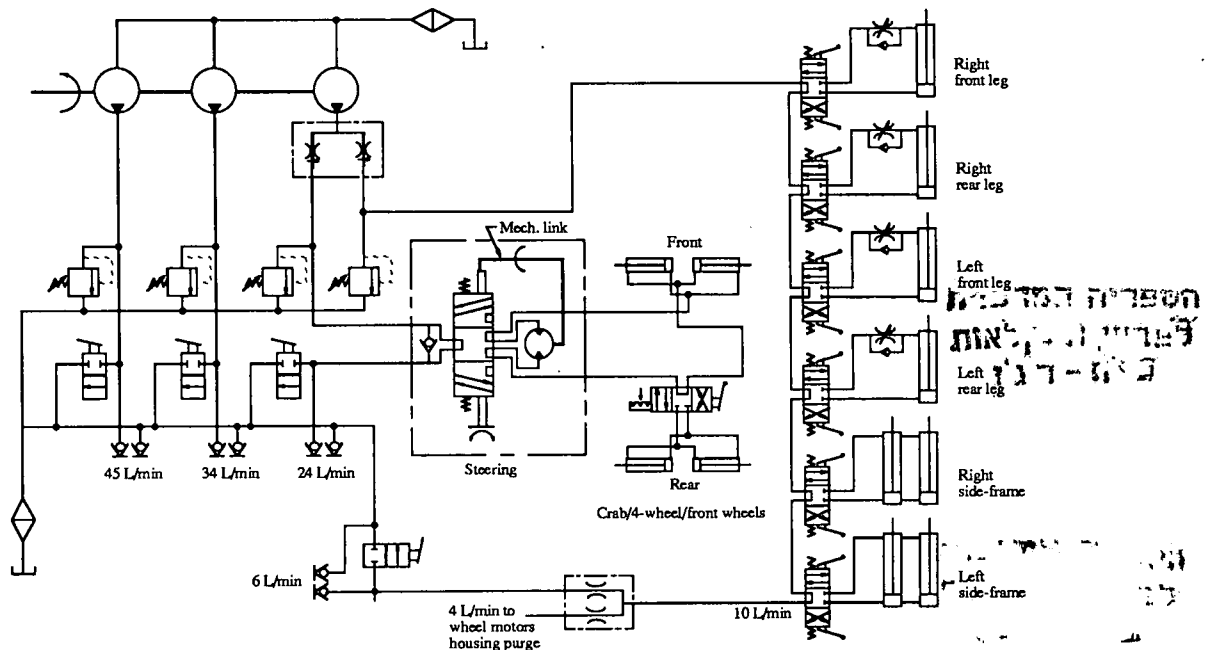 Right
front leg
Right
rear leg
Mech. link
Front
Left
front leg
הספריה
Left
rear leg
45 L/min
34 L/min
24 L/min
Steering
Rear
Right
side-frame
Crab/4-wheel/front wheels
6 L/min
4 L/min to
wheel motors
housing purge
10 L/min
Left
side-frame